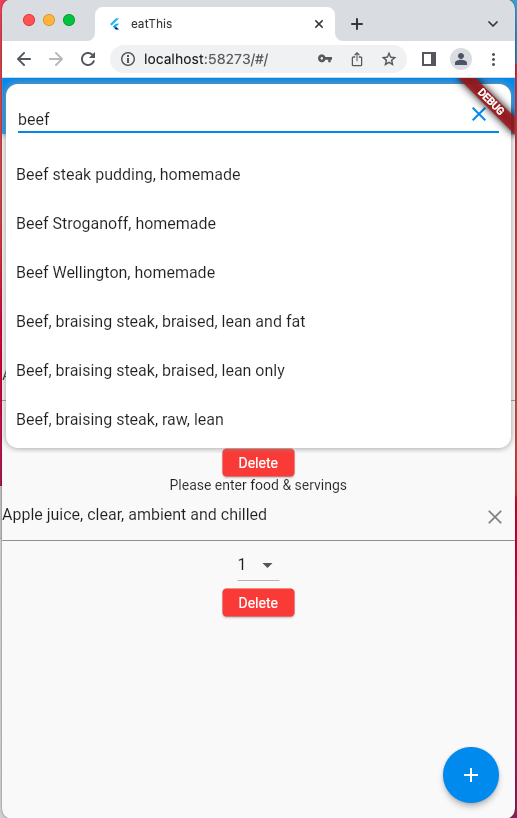 eatThis
localhost:58273/#/
DEBUG
beef
Beef steak pudding, homemade
Beef Stroganoff, homemade
Beef Wellington, homemade
Beef, braising steak, braised, lean and fat
Beef, braising steak, braised, lean only
Beef, braising steak, raw, lean
Delete
Please enter food & servings
Apple juice, clear, ambient and chilled
1
Delete